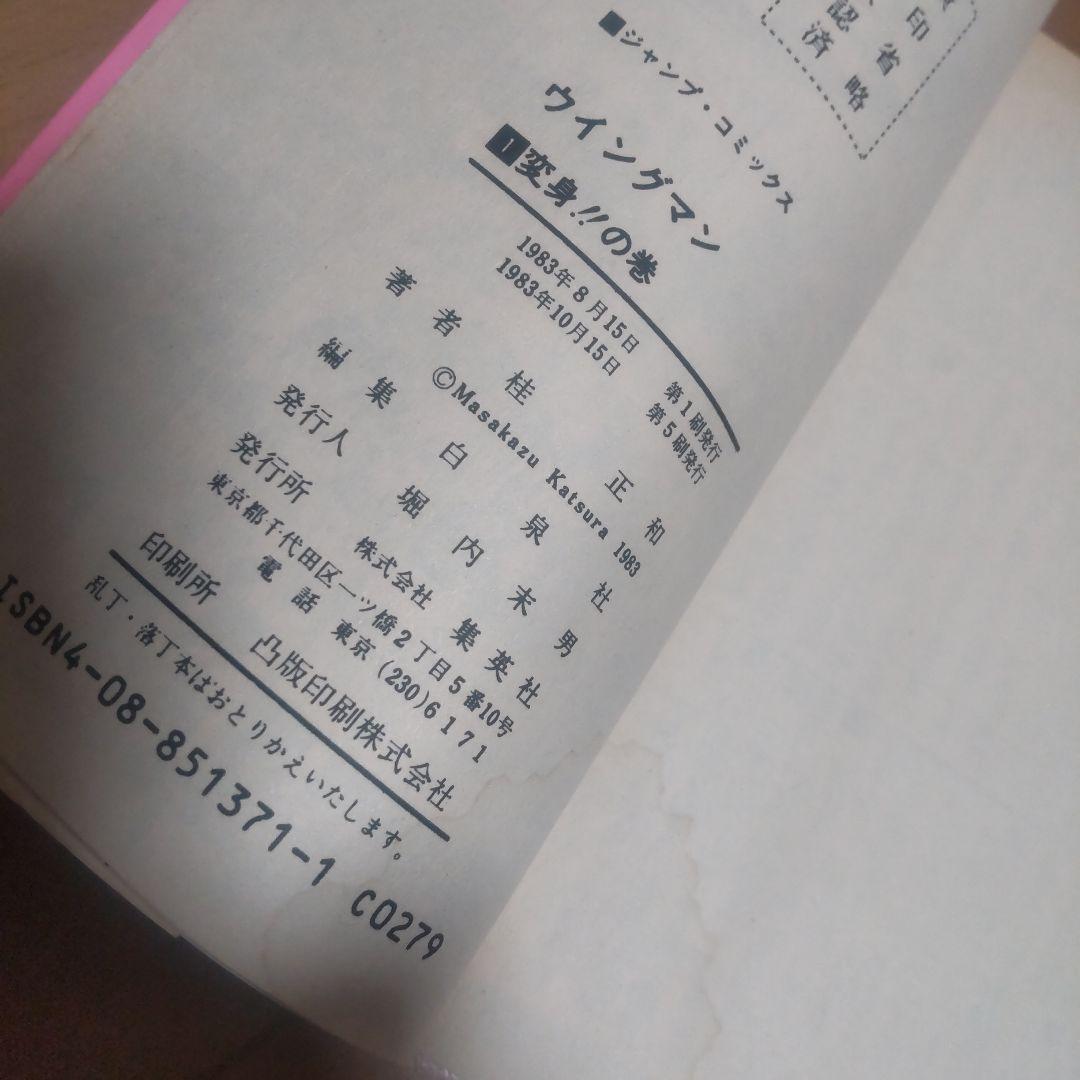 印省略
認済
■ジャンプ・コミックス
ウイングマン
1変身!!の巻
1983年8月15日 第1刷発行
1983年10月15日 第5刷発行
著者 桂正和
©Masakazu Katsura 1983
編集 白泉社
発行人 堀内末男
発行所 株式会社 集英社
東京都千代田区一ツ橋2丁目5番10号
電話 東京(230)6171
印刷所 凸版印刷株式会社
乱丁・落丁本はおとりかえいたします。
ISBN4-08-851371-1 C0279